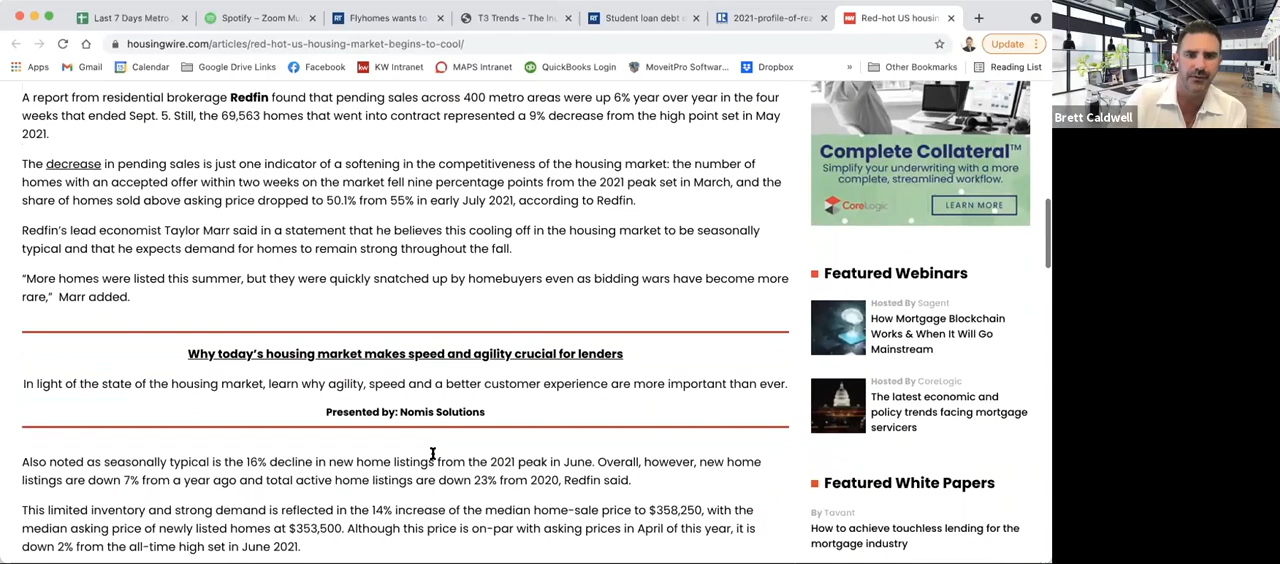 Last 7 Days Metro
Spotify – Zoom Mu
Flyhomes wants to
T3 Trends - The In
Student loan debt
2021-profile-of-re
Red-hot US housin
housingwire.com/articles/red-hot-us-housing-market-begins-to-cool/
Update
Apps
Gmail
Calendar
Google Drive Links
Facebook
KW Intranet
MAPS Intranet
QuickBooks Login
MoveitPro Softwar...
Dropbox
»
Other Bookmarks
Reading List
A report from residential brokerage Redfin found that pending sales across 400 metro areas were up 6% year over year in the four
weeks that ended Sept. 5. Still, the 69,563 homes that went into contract represented a 9% decrease from the high point set in May
2021.
The decrease in pending sales is just one indicator of a softening in the competitiveness of the housing market: the number of
homes with an accepted offer within two weeks on the market fell nine percentage points from the 2021 peak set in March, and the
share of homes sold above asking price dropped to 50.1% from 55% in early July 2021, according to Redfin.
Redfin's lead economist Taylor Marr said in a statement that he believes this cooling off in the housing market to be seasonally
typical and that he expects demand for homes to remain strong throughout the fall.
"More homes were listed this summer, but they were quickly snatched up by homebuyers even as bidding wars have become more
rare," Marr added.
Why today's housing market makes speed and agility crucial for lenders
In light of the state of the housing market, learn why agility, speed and a better customer experience are more important than ever.
Presented by: Nomis Solutions
Also noted as seasonally typical is the 16% decline in new home listings from the 2021 peak in June. Overall, however, new home
listings are down 7% from a year ago and total active home listings are down 23% from 2020, Redfin said.
This limited inventory and strong demand is reflected in the 14% increase of the median home-sale price to $358,250, with the
median asking price of newly listed homes at $353,500. Although this price is on-par with asking prices in April of this year, it is
down 2% from the all-time high set in June 2021.
Complete Collateral™
Simplify your underwriting with a more
complete, streamlined workflow.
CoreLogic
LEARN MORE
Featured Webinars
Hosted By Sagent
How Mortgage Blockchain
Works & When It Will Go
Mainstream
Hosted By CoreLogic
The latest economic and
policy trends facing mortgage
servicers
Featured White Papers
By Tavant
How to achieve touchless lending for the
mortgage industry
Brett Caldwell